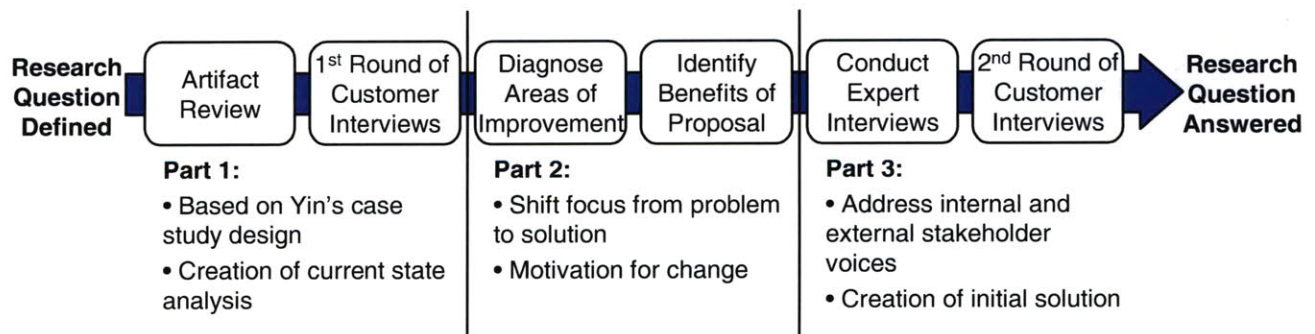 Research
Question
Defined
Artifact
Review
1st Round of
Customer
Interviews
Diagnose
Areas of
Improvement
Identify
Benefits of
Proposal
Conduct
Expert
Interviews
2nd Round of
Customer
Interviews
Research
Question
Answered
Part 1:
• Based on Yin's case
study design
• Creation of current state
analysis
Part 2:
• Shift focus from problem
to solution
• Motivation for change
Part 3:
• Address internal and
external stakeholder
voices
• Creation of initial solution